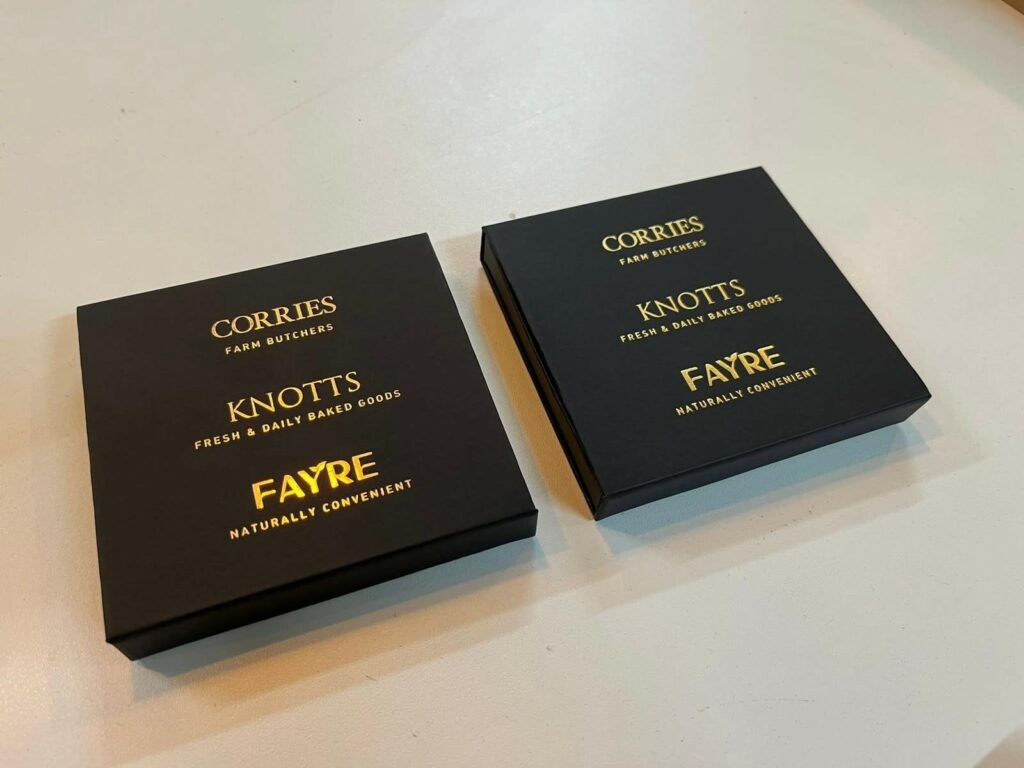 CORRIES
FARM BUTCHERS
KNOTTS
FRESH & DAILY BAKED GOODS
FAYRE
NATURALLY CONVENIENT
CORRIES
FARM BUTCHERS
KNOTTS
FRESH & DAILY BAKED GOODS
FAYRE
NATURALLY CONVENIENT